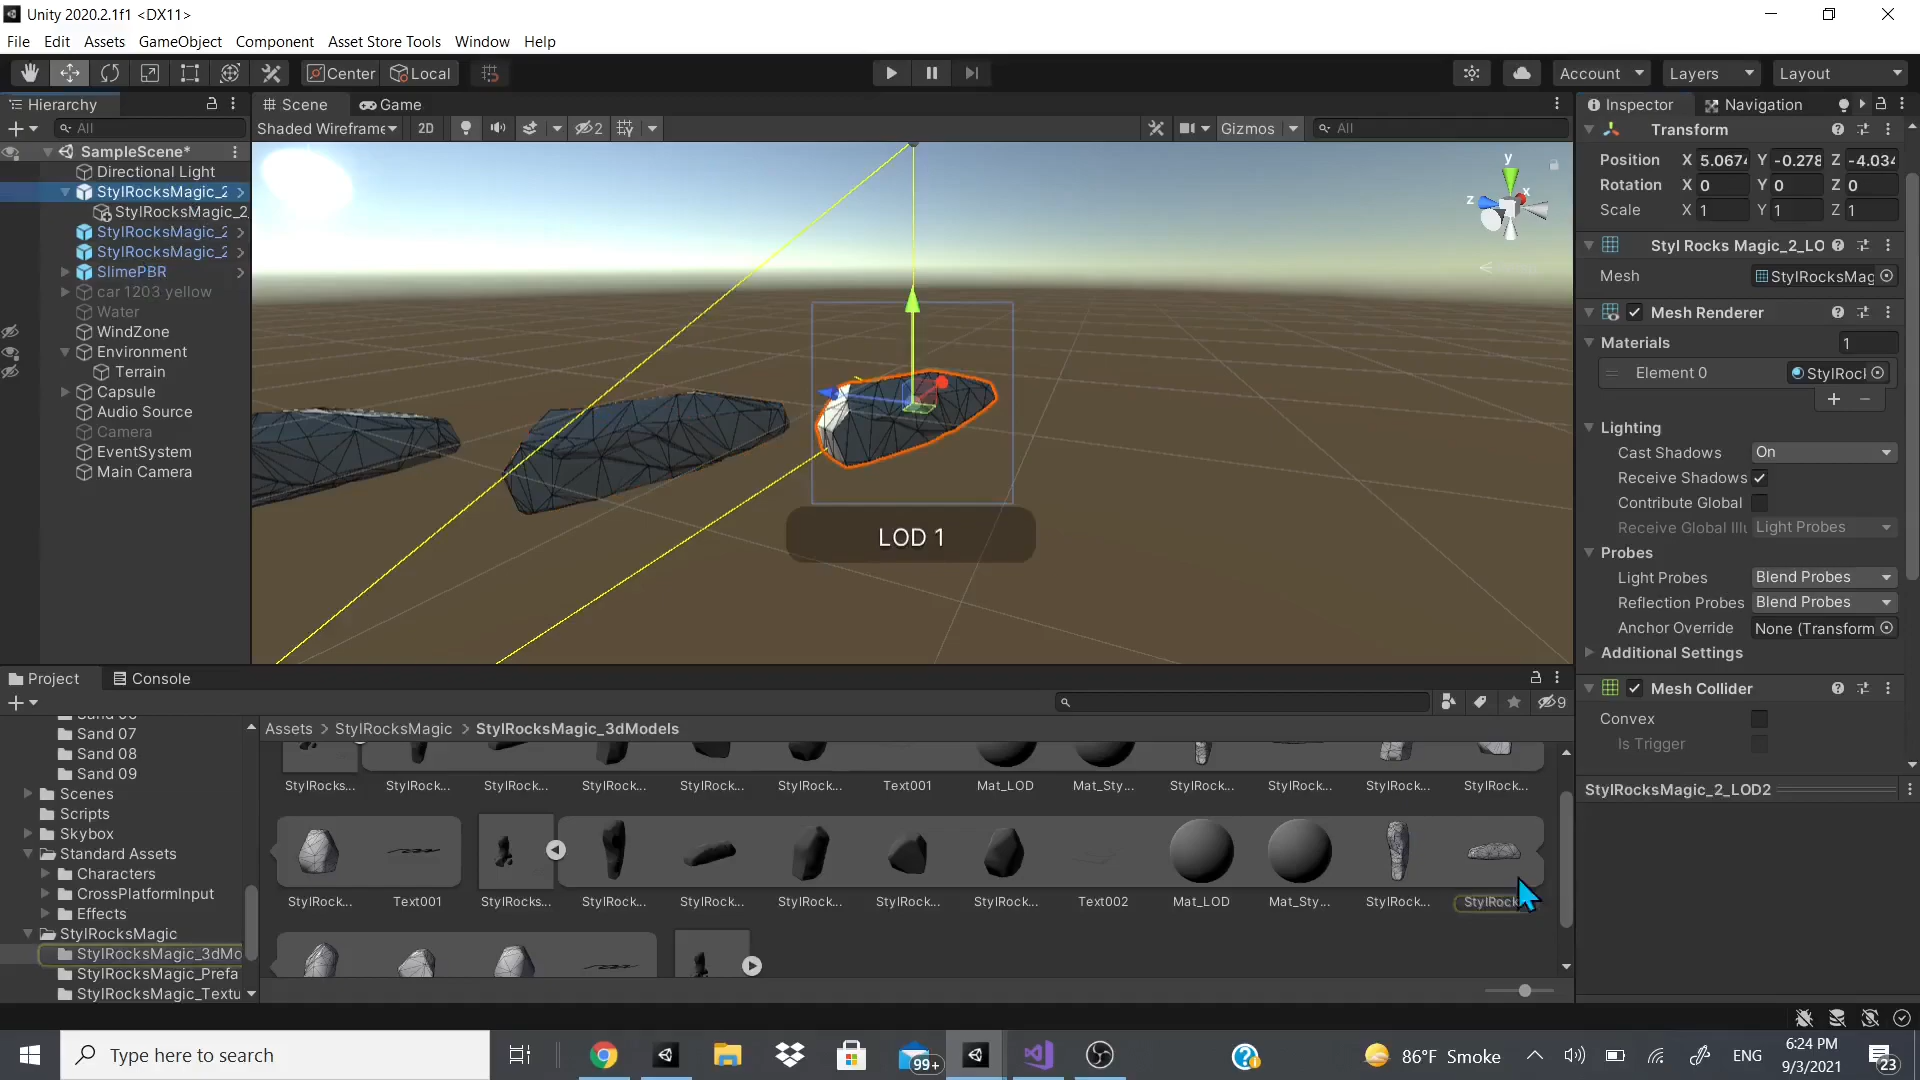 Unity 2020.2.1f1 <DX11>
File Edit Assets GameObject Component Asset Store Tools Window Help
Center Local
Account Layers Layout
Hierarchy
All
SampleScene*
Directional Light
StylRocksMagic_2
StylRocksMagic_2
StylRocksMagic_2
StylRocksMagic_2
SlimePBR
car 1203 yellow
Water
WindZone
Environment
Terrain
Capsule
Audio Source
Camera
EventSystem
Main Camera
Scene Game
Shaded Wireframe 2D 2 Gizmos All
y
x
z
LOD 1
Inspector Navigation
Transform
Position X 5.0674 Y -0.278 Z -4.034
Rotation X 0 Y 0 Z 0
Scale X 1 Y 1 Z 1
Styl Rocks Magic_2_LO
Mesh StylRocksMag
Mesh Renderer
Materials 1
Element 0 StylRocl
Lighting
Cast Shadows On
Receive Shadows
Contribute Global
Receive Global Illu Light Probes
Probes
Light Probes Blend Probes
Reflection Probes Blend Probes
Anchor Override None (Transform
Additional Settings
Mesh Collider
Convex
Is Trigger
StylRocksMagic_2_LOD2
Project Console
9
Sand 07
Sand 08
Sand 09
Scenes
Scripts
Skybox
Standard Assets
Characters
CrossPlatformInput
Effects
StylRocksMagic
StylRocksMagic_3dMo
StylRocksMagic_Prefa
StylRocksMagic_Textu
Assets > StylRocksMagic > StylRocksMagic_3dModels
StylRocks... StylRock... StylRock... StylRock... StylRock... StylRock... Text001 Mat_LOD Mat_Sty... StylRock... StylRock... StylRock... StylRock...
StylRock... Text001 StylRocks... StylRock... StylRock... StylRock... StylRock... StylRock... Text002 Mat_LOD Mat_Sty... StylRock... StylRock
Type here to search
99+
86°F Smoke
ENG
6:24 PM
9/3/2021
23